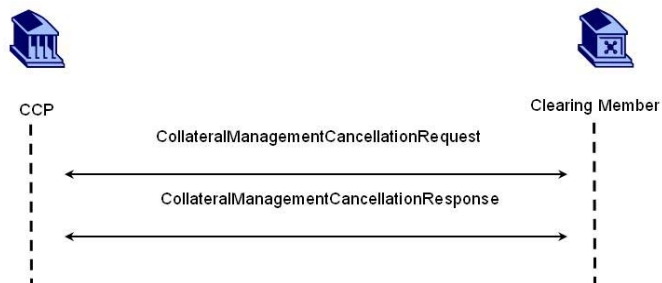 CCP
Clearing Member
CollateralManagementCancellationRequest
CollateralManagementCancellationResponse